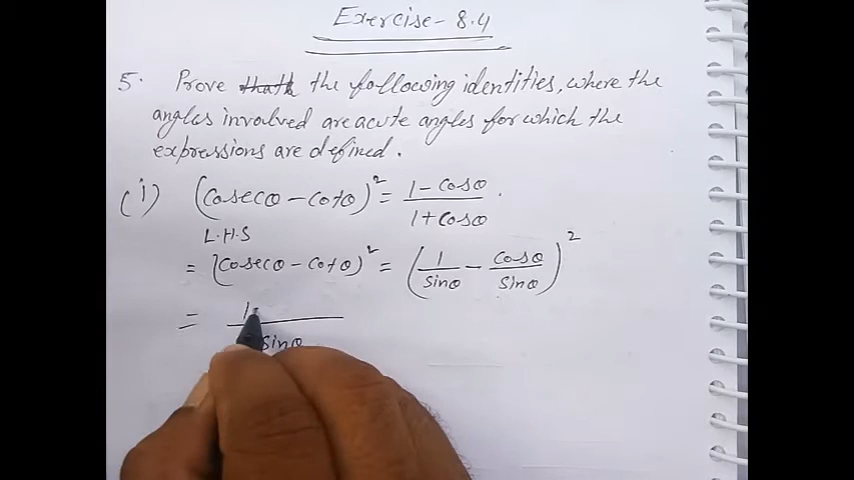 Exercise - 8.4
5. Prove the following identities, where the
angles involved are acute angles for which the
expressions are defined.
(i) (cosecθ - cotθ)² = 1 - cosθ / 1 + cosθ .
L.H.S
= (cosecθ - cotθ)² = (1/sinθ - cosθ/sinθ)²
= 1 / sinθ